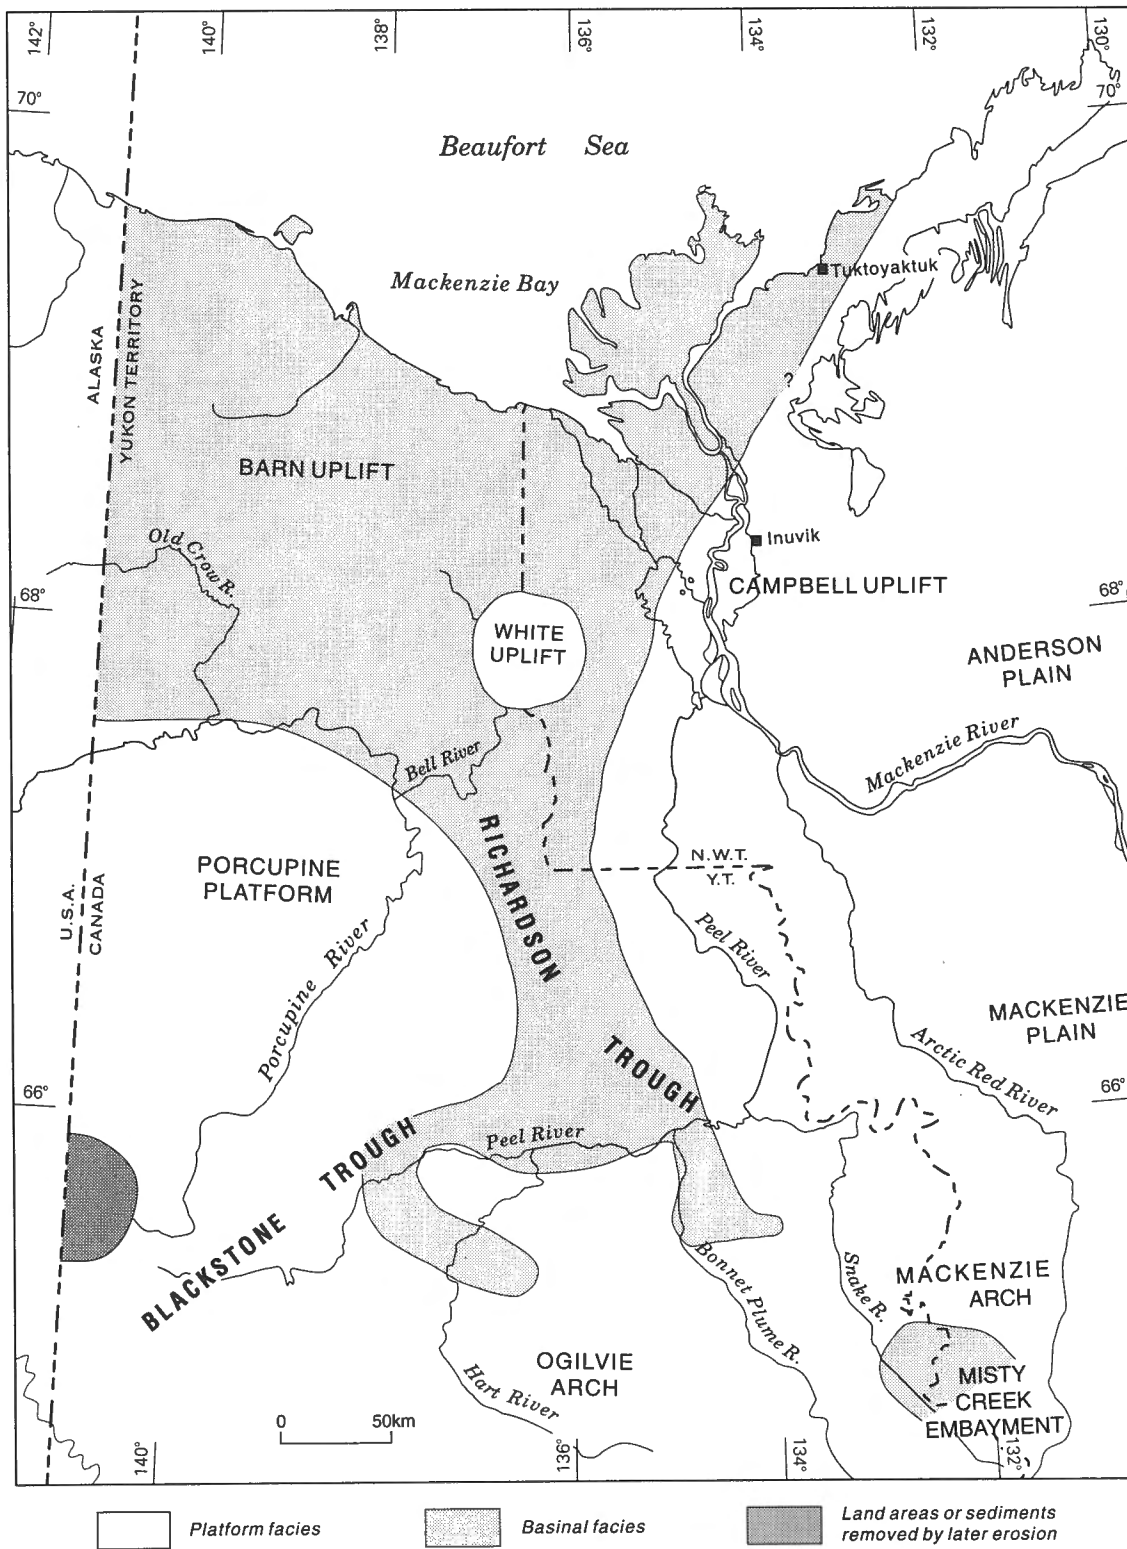 142°
140°
138°
136°
134°
132°
130°
70°
70°
Beaufort Sea
Mackenzie Bay
Tuktoyaktuk
ALASKA
YUKON TERRITORY
?
BARN UPLIFT
Old Crow R.
Inuvik
CAMPBELL UPLIFT
68°
68°
WHITE
UPLIFT
ANDERSON
PLAIN
Mackenzie River
Bell River
RICHARDSON
TROUGH
N.W.T.
Y.T.
PORCUPINE
PLATFORM
U.S.A.
CANADA
Porcupine River
Peel River
MACKENZIE
PLAIN
Arctic Red River
66°
66°
Peel River
BLACKSTONE TROUGH
Bonnet Plume R.
Snake R.
MACKENZIE
ARCH
OGILVIE
ARCH
Hart River
MISTY
CREEK
EMBAYMENT
0 50km
140°
136°
134°
132°
Platform facies
Basinal facies
Land areas or sediments
removed by later erosion